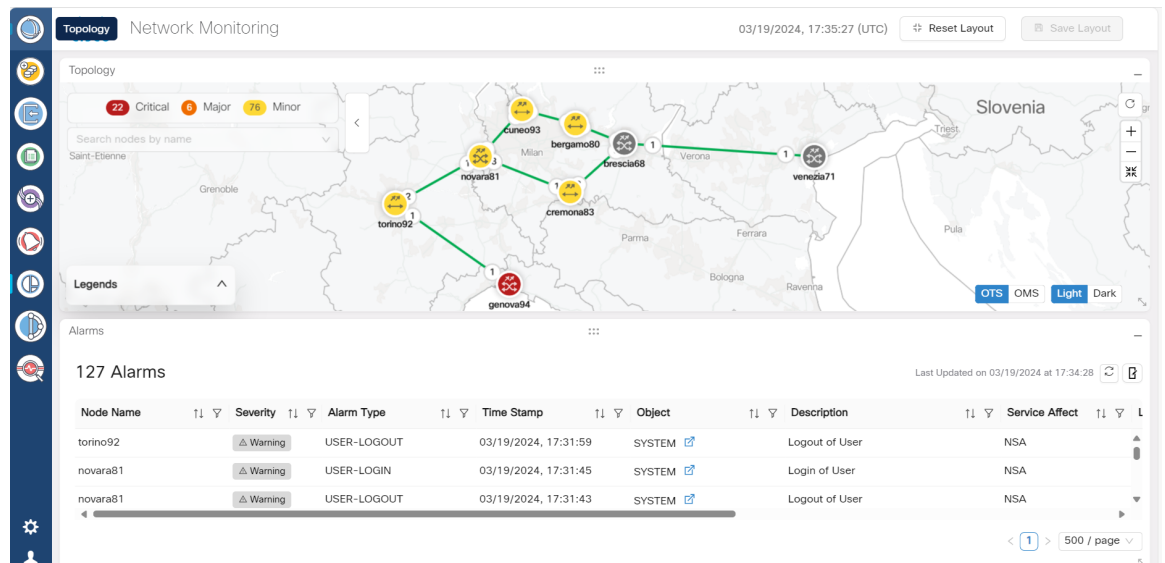 Topology
Network Monitoring
03/19/2024, 17:35:27 (UTC)
Reset Layout
Save Layout
Topology
22 Critical 6 Major 76 Minor
Search nodes by name
Saint-Etienne
Grenoble
Milan
Verona
Parma
Ferrara
Bologna
Ravenna
Slovenia
Triest
Pula
cuneo93
bergamo80
brescia68
1
1
venezia71
3
novara81
1
cremona83
2
torino92
1
1
genova94
Legends
OTS OMS Light Dark
Alarms
127 Alarms
Last Updated on 03/19/2024 at 17:34:28
Node Name Severity Alarm Type Time Stamp Object Description Service Affect L
torino92 Warning USER-LOGOUT 03/19/2024, 17:31:59 SYSTEM Logout of User NSA
novara81 Warning USER-LOGIN 03/19/2024, 17:31:45 SYSTEM Login of User NSA
novara81 Warning USER-LOGOUT 03/19/2024, 17:31:43 SYSTEM Logout of User NSA
< 1 > 500 / page